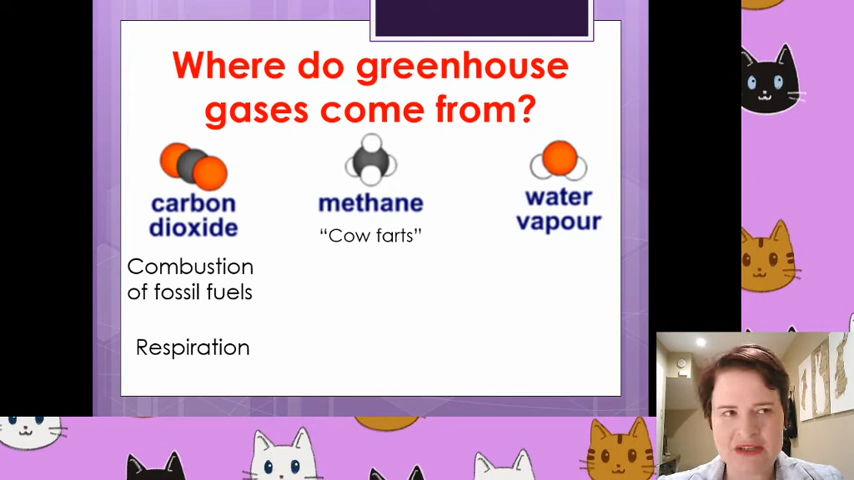 Where do greenhouse
gases come from?
carbon
dioxide
methane
water
vapour
“Cow farts”
Combustion
of fossil fuels
Respiration